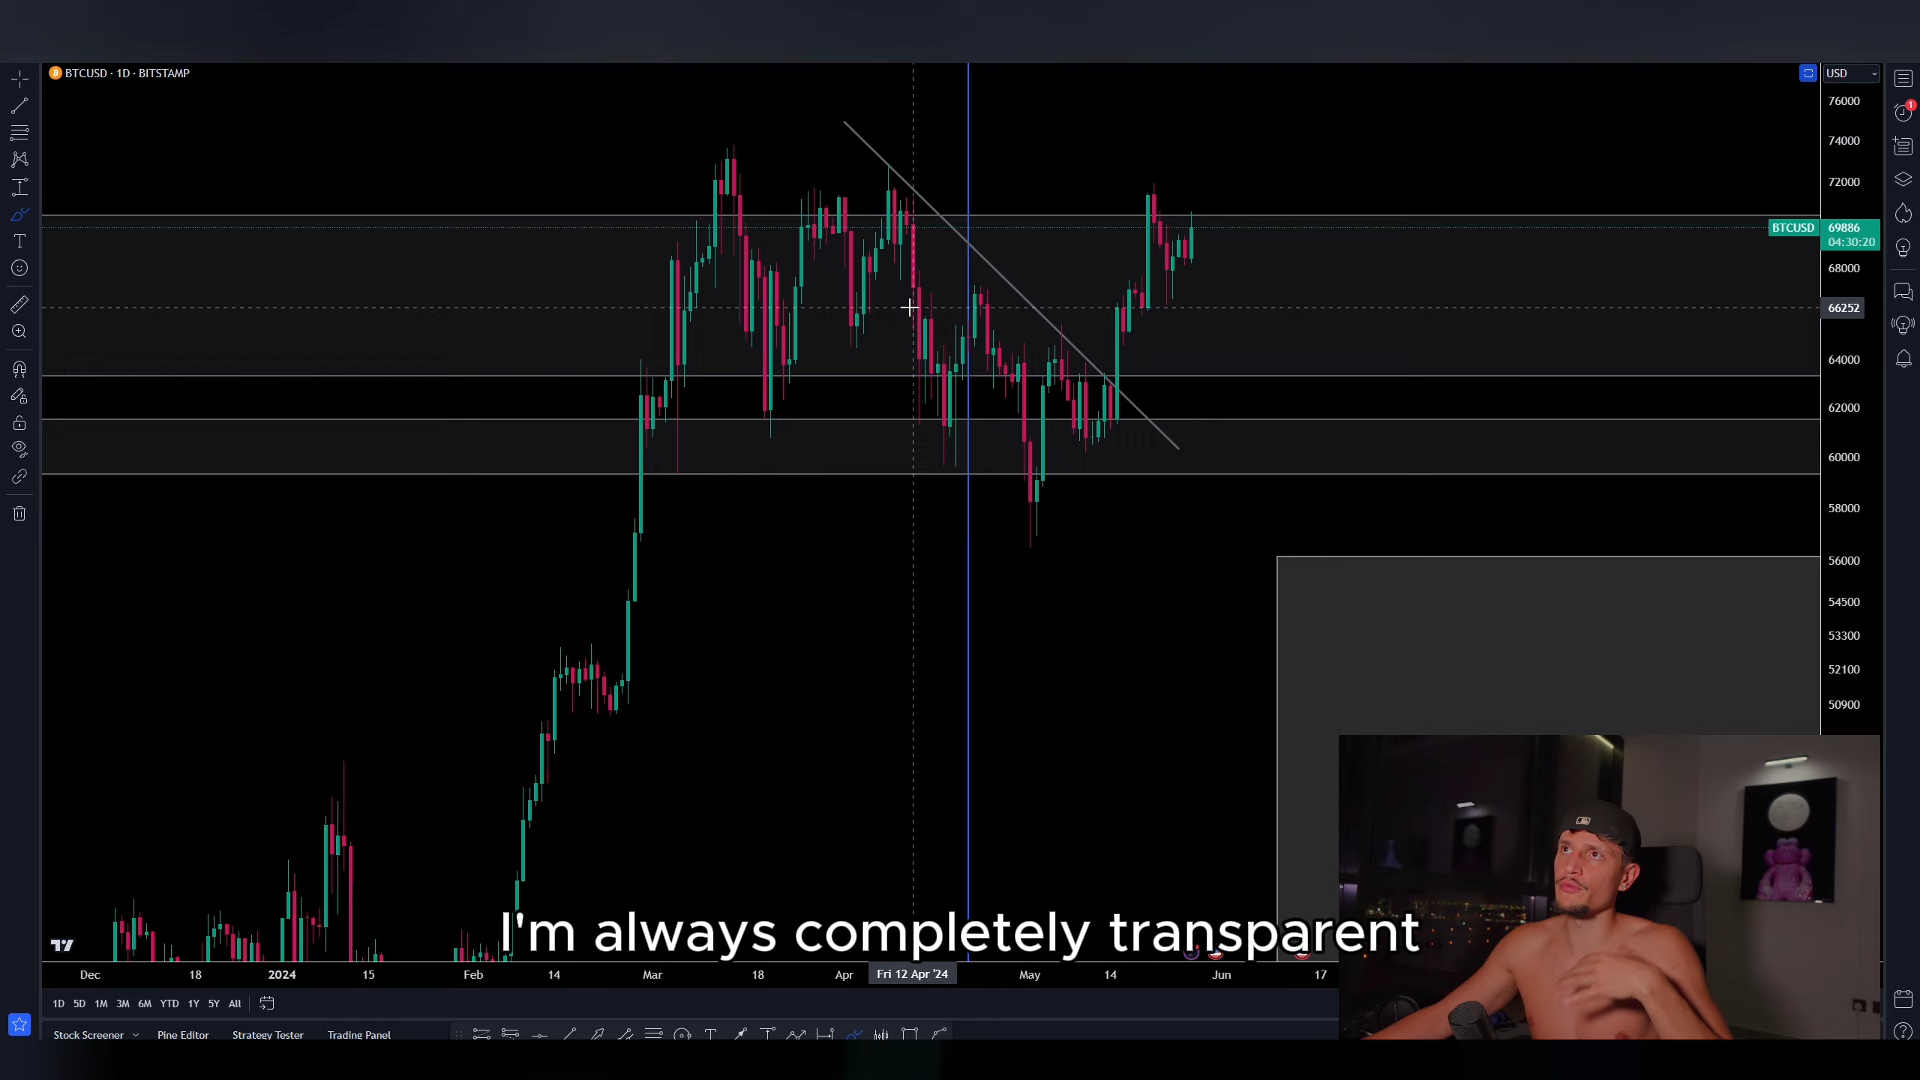 BTCUSD · 1D · BITSTAMP
USD
76000
74000
72000
BTCUSD 69886
04:30:20
68000
66252
64000
62000
60000
58000
56000
54500
53300
52100
50900
1
I'm always completely transparent
Dec 18 2024 15 Feb 14 Mar 18 Apr Fri 12 Apr '24 May 14 Jun 17
1D 5D 1M 3M 6M YTD 1Y 5Y All
Stock Screener Pine Editor Strategy Tester Trading Panel